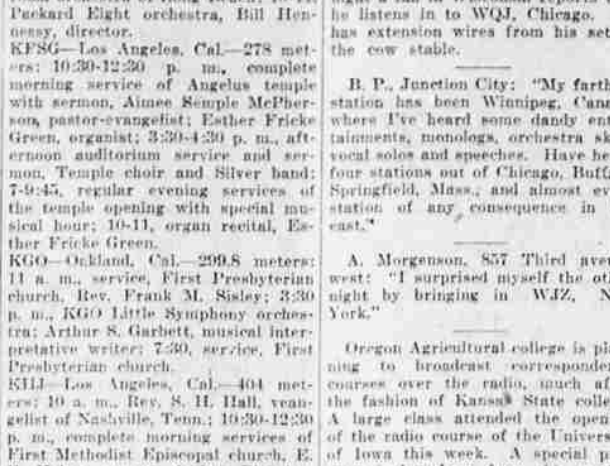 Packard Eight orchestra, Bill Hen-
nessy, director.
KFSG—Los Angeles, Cal.—278 met-
ers; 10:30-12:30 p. m., complete
morning service of Angelus temple
with sermon, Aimee Semple McPher-
son, pastor-evangelist; Esther Fricke
Green, organist; 3:30-4:30 p. m., aft-
ernoon auditorium service and ser-
mon, Temple choir and Silver band;
7-9:45, regular evening services of
the temple opening with special mu-
sical hour; 10-11, organ recital, Es-
ther Fricke Green.
KGO—Oakland, Cal.—299.8 meters;
11 a. m., service, First Presbyterian
church, Rev. Frank M. Sisley; 3:30
p. m., KGO Little Symphony orches-
tra; Arthur S. Garbett, musical inter-
pretative writer; 7:30, service, First
Presbyterian church.
KHJ—Los Angeles, Cal.—404 met-
ers; 10 a. m., Rev. S. H. Hall, vean-
gelist of Nashville, Tenn.; 10:30-12:30
p. m., complete morning services of
First Methodist Episcopal church, E.
he listens in to WQJ, Chicago.
has extension wires from his set
the cow stable.
B. P., Junction City: "My farth
station has been Winnipeg, Can
where I've heard some dandy ent
tainments, monologs, orchestra sk
vocal solos and speeches. Have he
four stations out of Chicago, Buff
Springfield, Mass., and almost ev
station of any consequence in
east."
A. Morgenson, 857 Third aven
west: "I surprised myself the ot
night by bringing in WJZ, N
York."
Oregon Agricultural college is pla
ning to broadcast corresponden
courses over the radio, much af
the fashion of Kansas State colle
A large class attended the open
of the radio course of the Univers
of Iowa this week. A special p